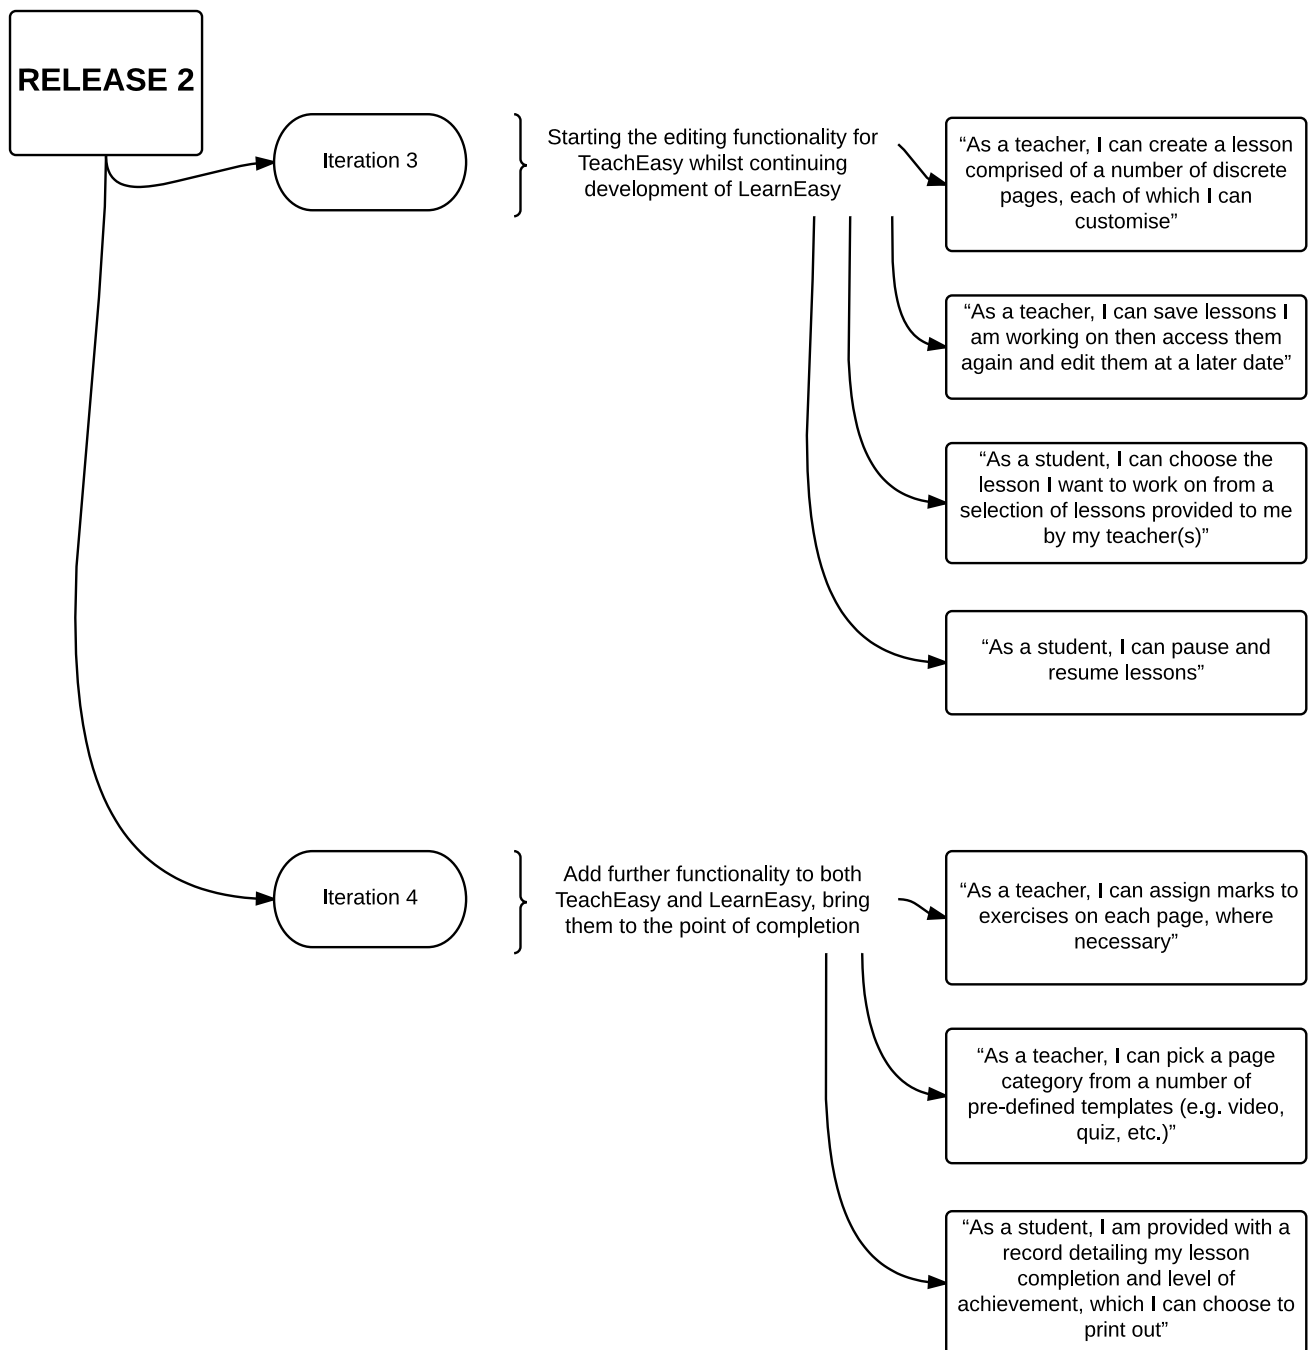 RELEASE 2
Iteration 3
Starting the editing functionality for
TeachEasy whilst continuing
development of LearnEasy
“As a teacher, I can create a lesson
comprised of a number of discrete
pages, each of which I can
customise”
“As a teacher, I can save lessons I
am working on then access them
again and edit them at a later date”
“As a student, I can choose the
lesson I want to work on from a
selection of lessons provided to me
by my teacher(s)”
“As a student, I can pause and
resume lessons”
Iteration 4
Add further functionality to both
TeachEasy and LearnEasy, bring
them to the point of completion
“As a teacher, I can assign marks to
exercises on each page, where
necessary”
“As a teacher, I can pick a page
category from a number of
pre-defined templates (e.g. video,
quiz, etc.)”
“As a student, I am provided with a
record detailing my lesson
completion and level of
achievement, which I can choose to
print out”